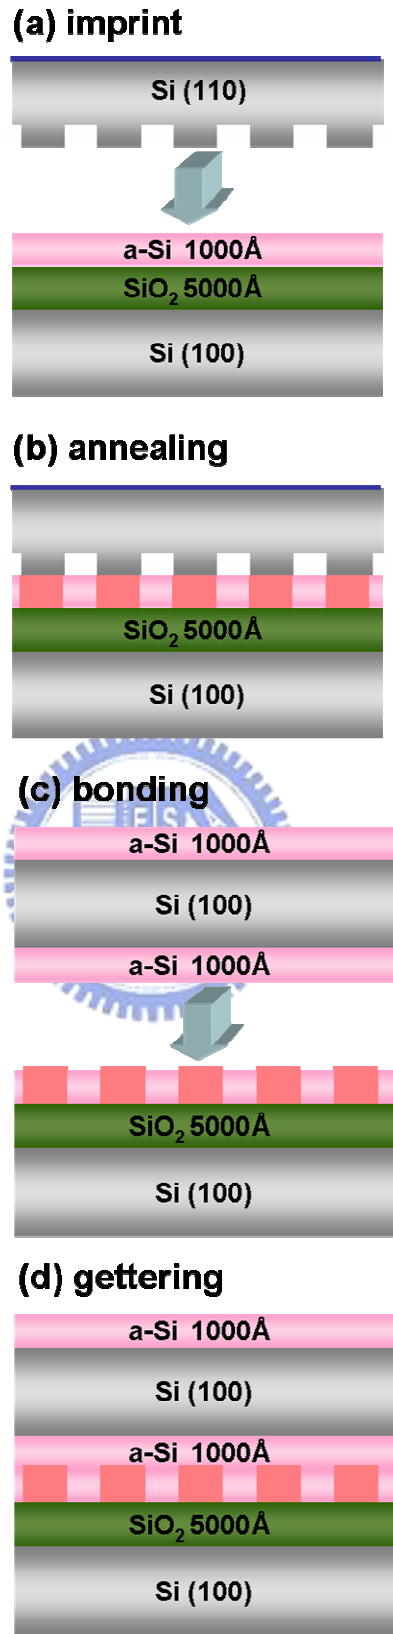 (a) imprint
Si (110)
a-Si 1000Å
SiO₂ 5000Å
Si (100)
(b) annealing
SiO₂ 5000Å
Si (100)
(c) bonding
a-Si 1000Å
Si (100)
a-Si 1000Å
SiO₂ 5000Å
Si (100)
(d) gettering
a-Si 1000Å
Si (100)
a-Si 1000Å
SiO₂ 5000Å
Si (100)